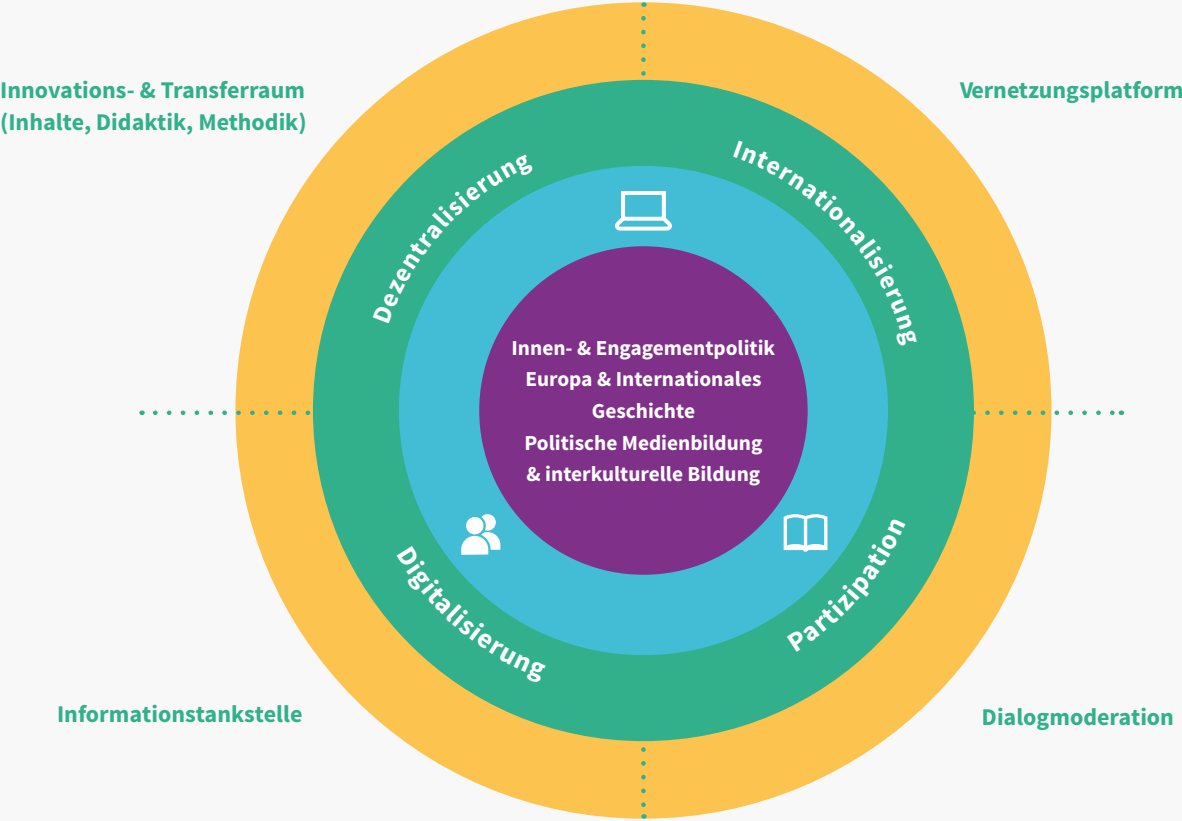 Innovations- & Transferraum
(Inhalte, Didaktik, Methodik)
Vernetzungsplatform
Dezentralisierung
Internationalisierung
Innen- & Engagementpolitik
Europa & Internationales
Geschichte
Politische Medienbildung
& interkulturelle Bildung
Digitalisierung
Partizipation
Informationstankstelle
Dialogmoderation